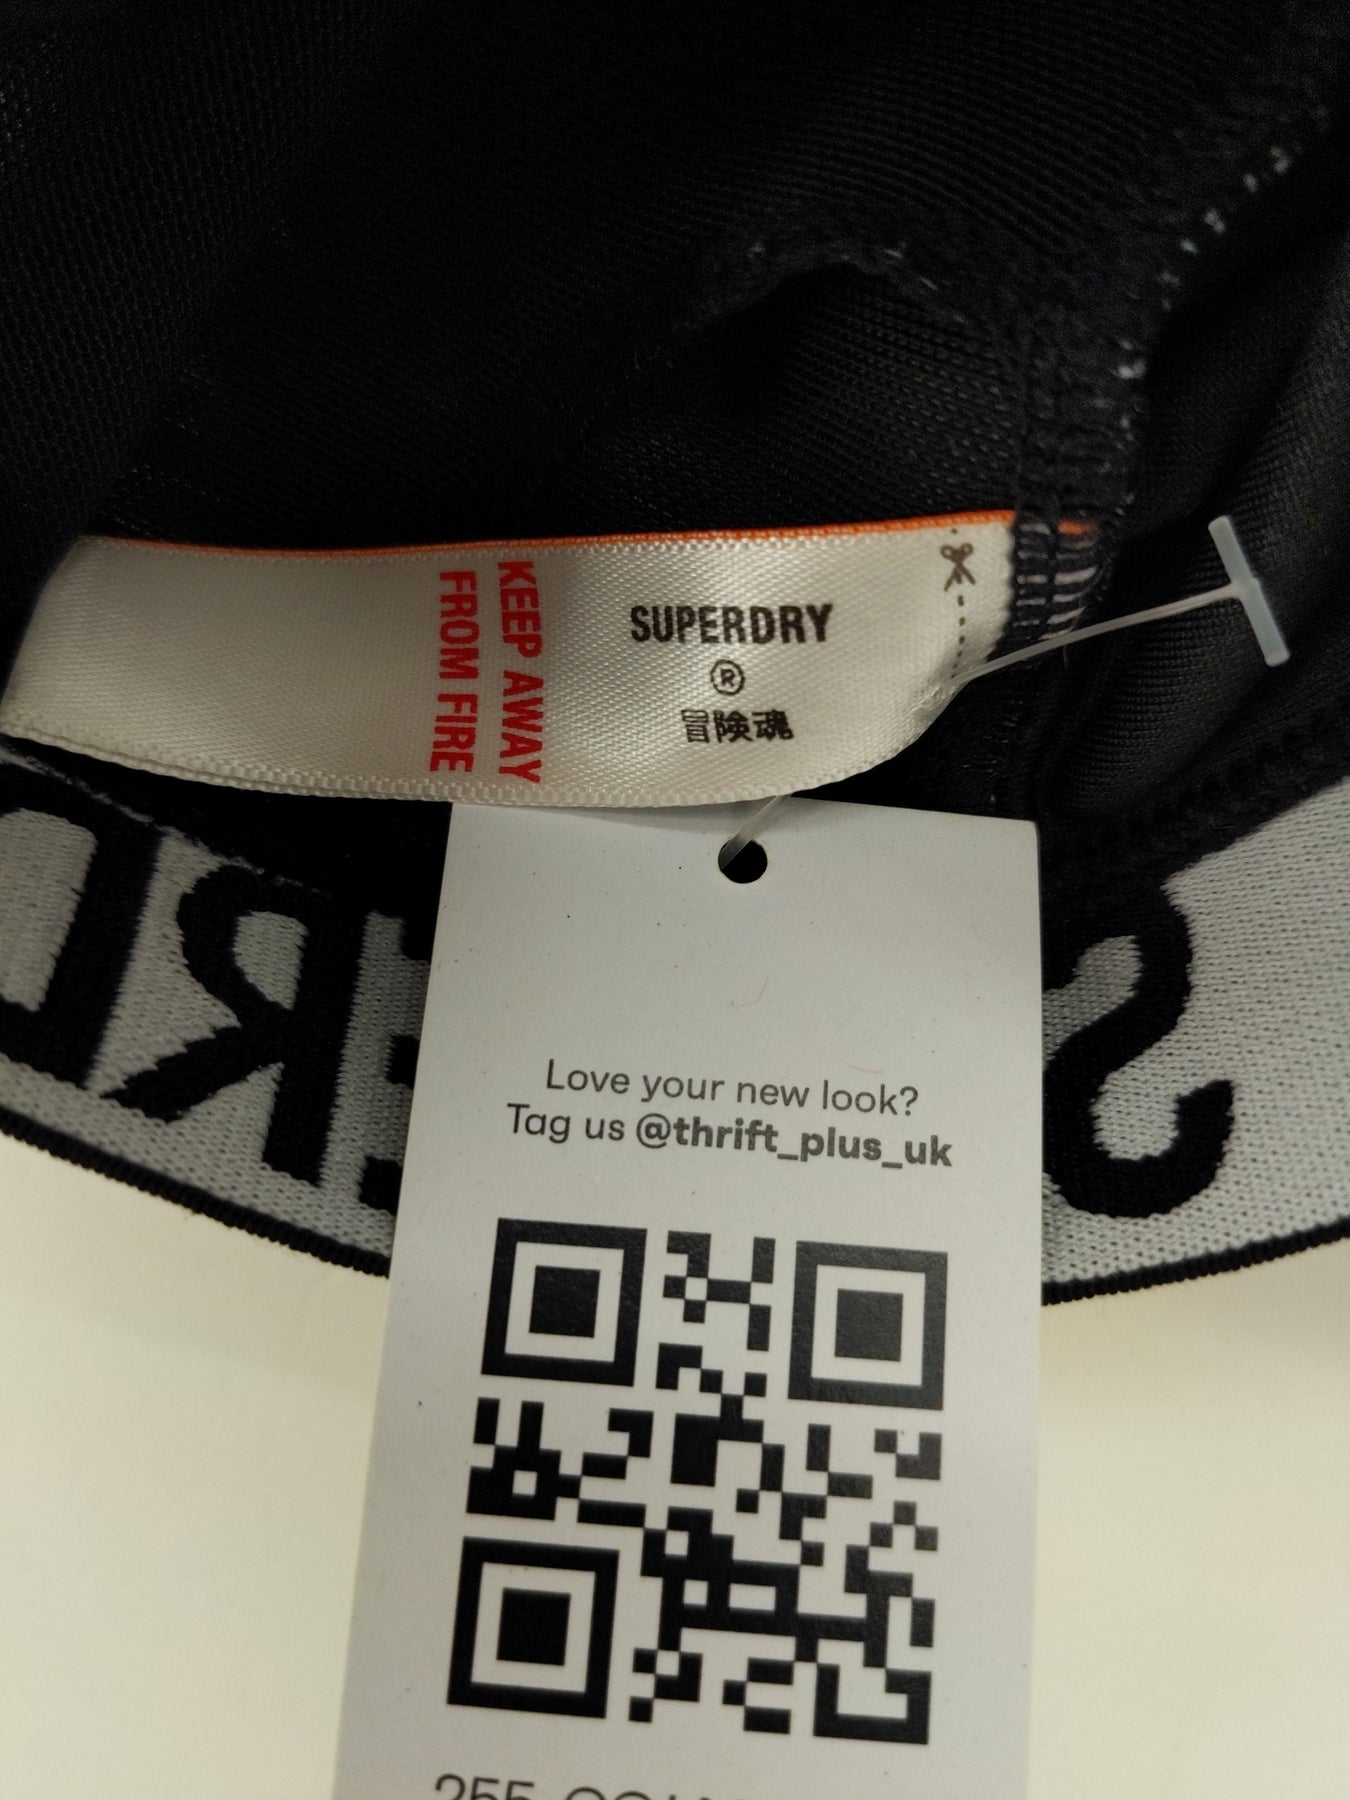 KEEP AWAY
FROM FIRE
SUPERDRY
®
冒険魂
Love your new look?
Tag us @thrift_plus_uk